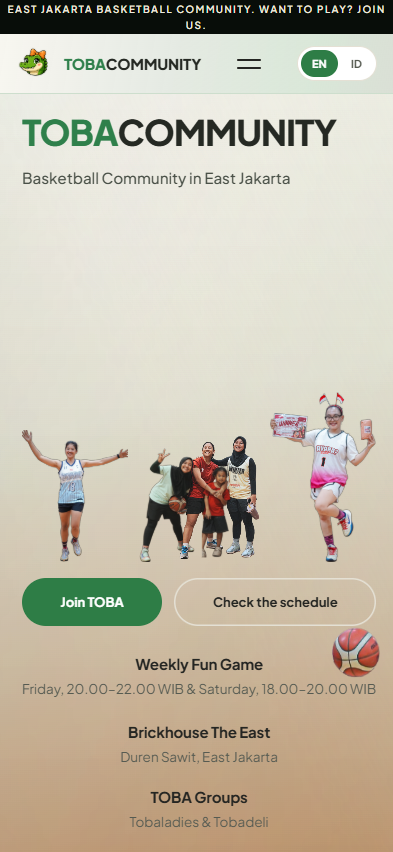 EAST JAKARTA BASKETBALL COMMUNITY. WANT TO PLAY? JOIN
US.
TOBACOMMUNITY
EN
ID
TOBACOMMUNITY
Basketball Community in East Jakarta
1
Join TOBA
Check the schedule
Weekly Fun Game
Friday, 20.00–22.00 WIB & Saturday, 18.00–20.00 WIB
Brickhouse The East
Duren Sawit, East Jakarta
TOBA Groups
Tobaladies & Tobadeli